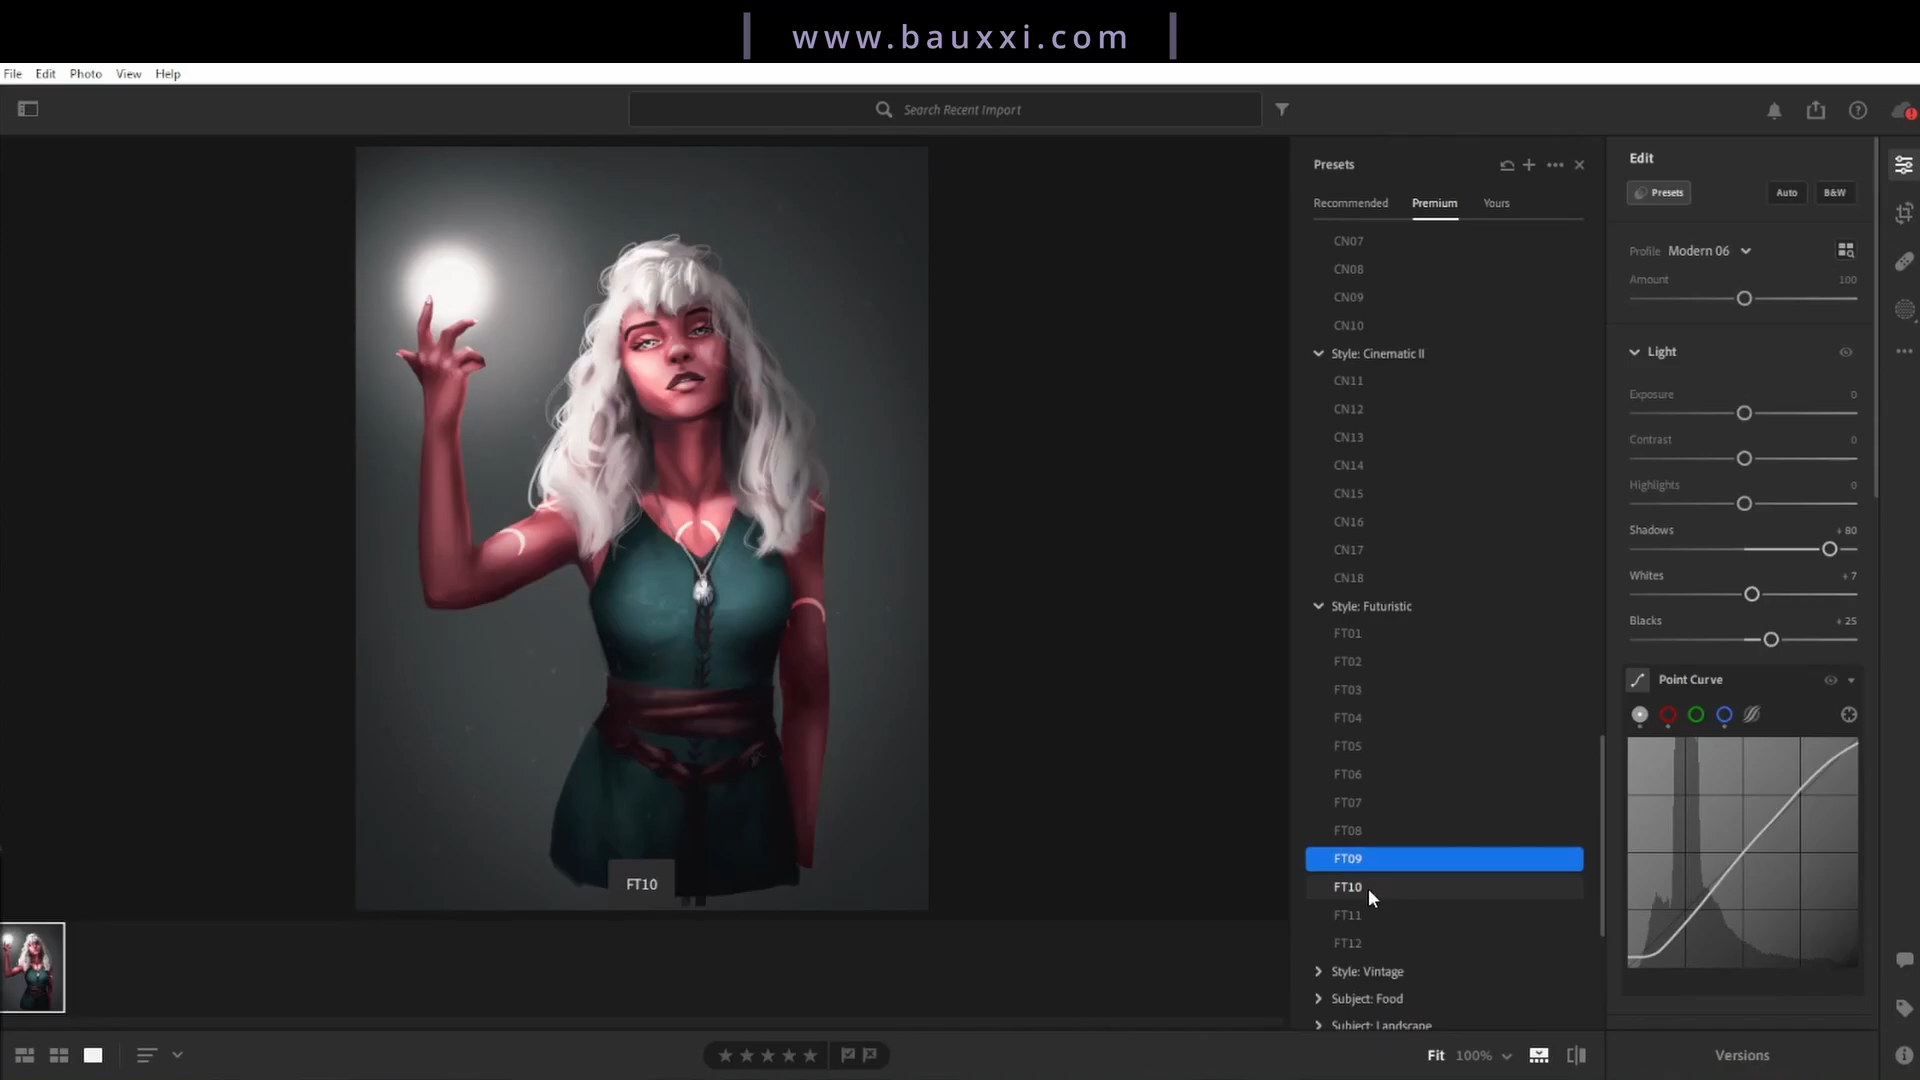 www.bauxxi.com
File Edit Photo View Help
Search Recent Import
Presets
Recommended Premium Yours
CN07
CN08
CN09
CN10
Style: Cinematic II
CN11
CN12
CN13
CN14
CN15
CN16
CN17
CN18
Style: Futuristic
FT01
FT02
FT03
FT04
FT05
FT06
FT07
FT08
FT09
FT10
FT11
FT12
Style: Vintage
Subject: Food
Subject: Landscape
Edit
Presets Auto B&W
Profile Modern 06
Amount 100
Light
Exposure 0
Contrast 0
Highlights 0
Shadows + 80
Whites + 7
Blacks + 25
Point Curve
FT10
Fit 100%
Versions